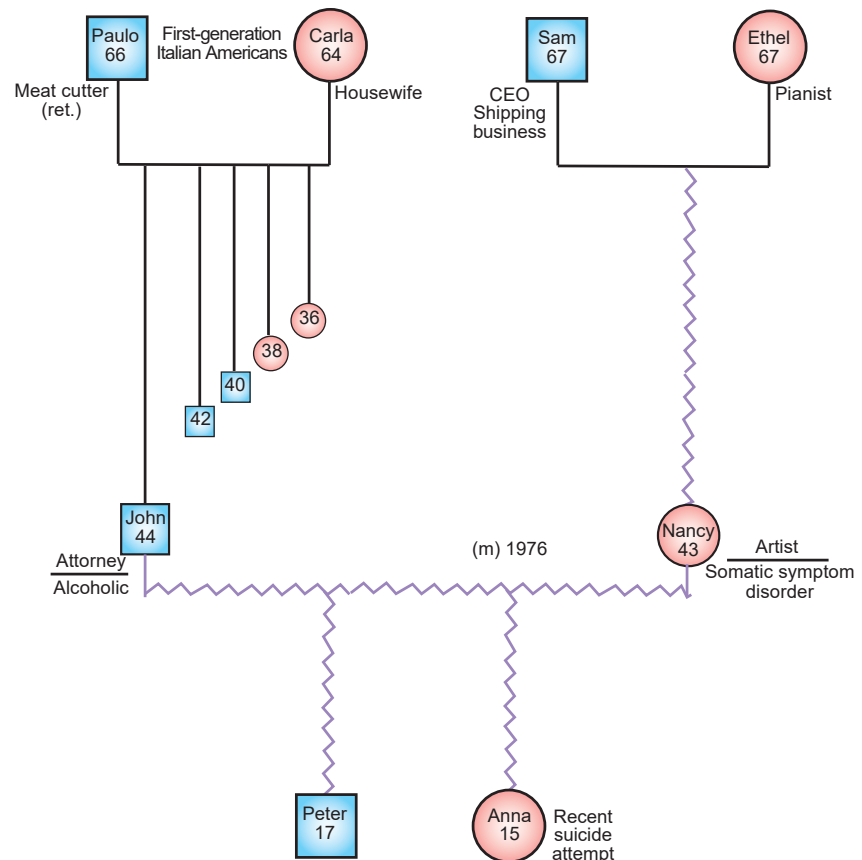 Paulo
66
First-generation
Italian Americans
Carla
64
Sam
67
Ethel
67
Meat cutter
(ret.)
Housewife
CEO
Shipping
business
Pianist
36
38
40
42
John
44
Nancy
43
(m) 1976
Attorney
Alcoholic
Artist
Somatic symptom
disorder
Peter
17
Anna
15
Recent
suicide
attempt